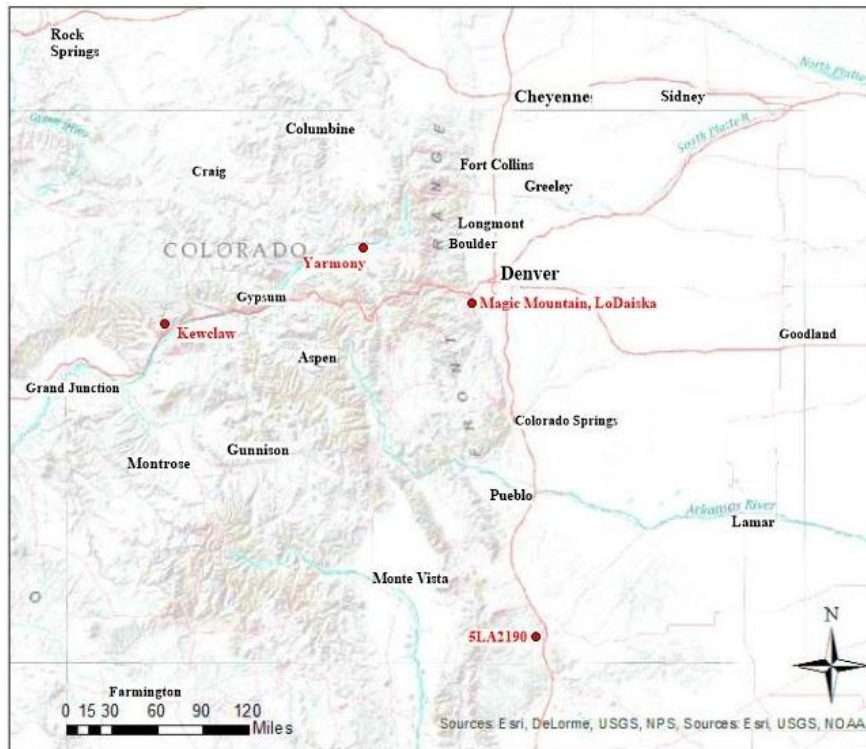 Rock
Springs
North Platte
Cheyenne
Sidney
Green River
Columbine
South Platte R.
Fort Collins
Craig
Greeley
Longmont
Boulder
COLORADO
Yarmony
Denver
Gypsum
Magic Mountain, LoDaiska
Kewclaw
Goodland
Aspen
Grand Junction
FRONT RANGE
Colorado Springs
Gunnison
Montrose
Pueblo
Arkansas River
Lamar
Monte Vista
O
N
5LA2190
Farmington
0 15 30 60 90 120
Miles
Sources: Esri, DeLorme, USGS, NPS, Sources: Esri, USGS, NOAA